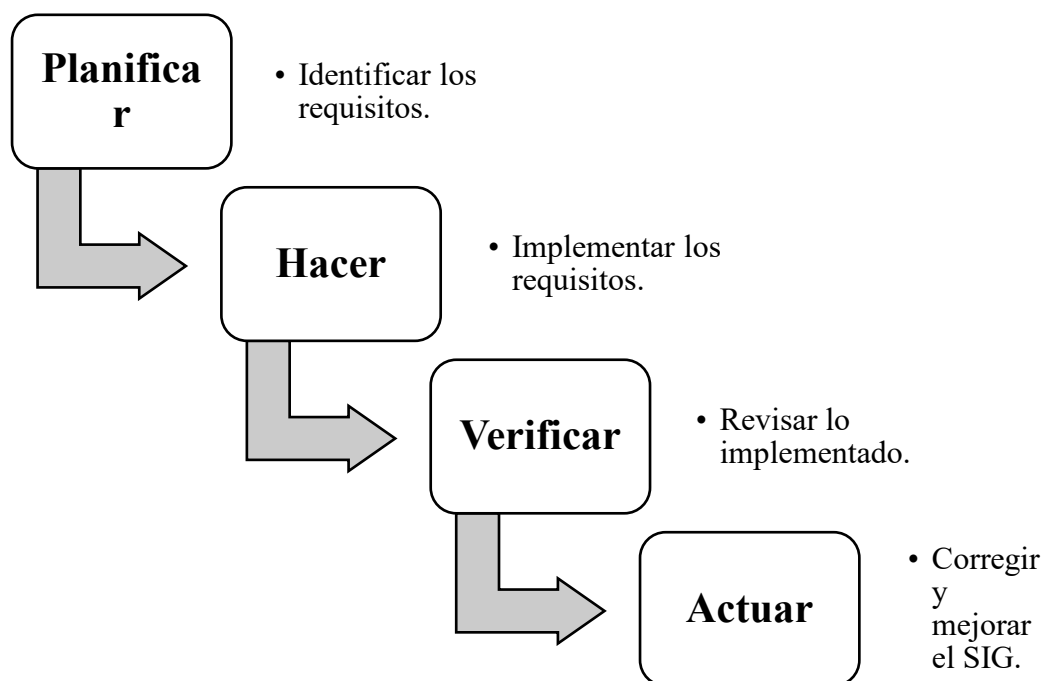 Planifica
r
• Identificar los
requisitos.
Hacer
• Implementar los
requisitos.
Verificar
• Revisar lo
implementado.
Actuar
• Corregir
y
mejorar
el SIG.